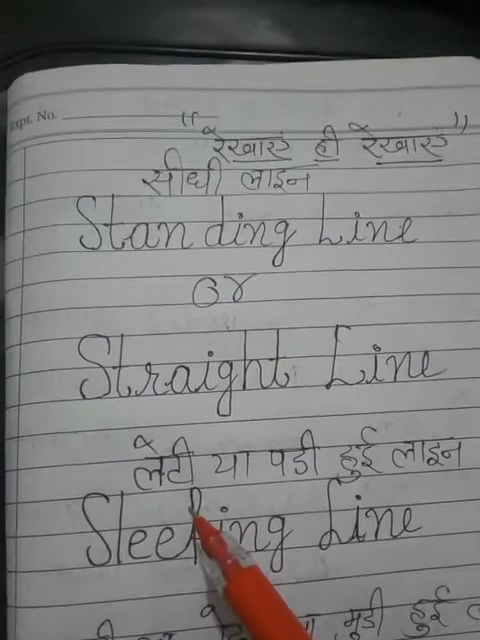 Expt. No.
"रेखाएं ही रेखाएं"
सीधी लाइन
Standing Line
or
Straight Line
लेटी या पडी हुई लाइन
Sleeping Line
मुडी हुई